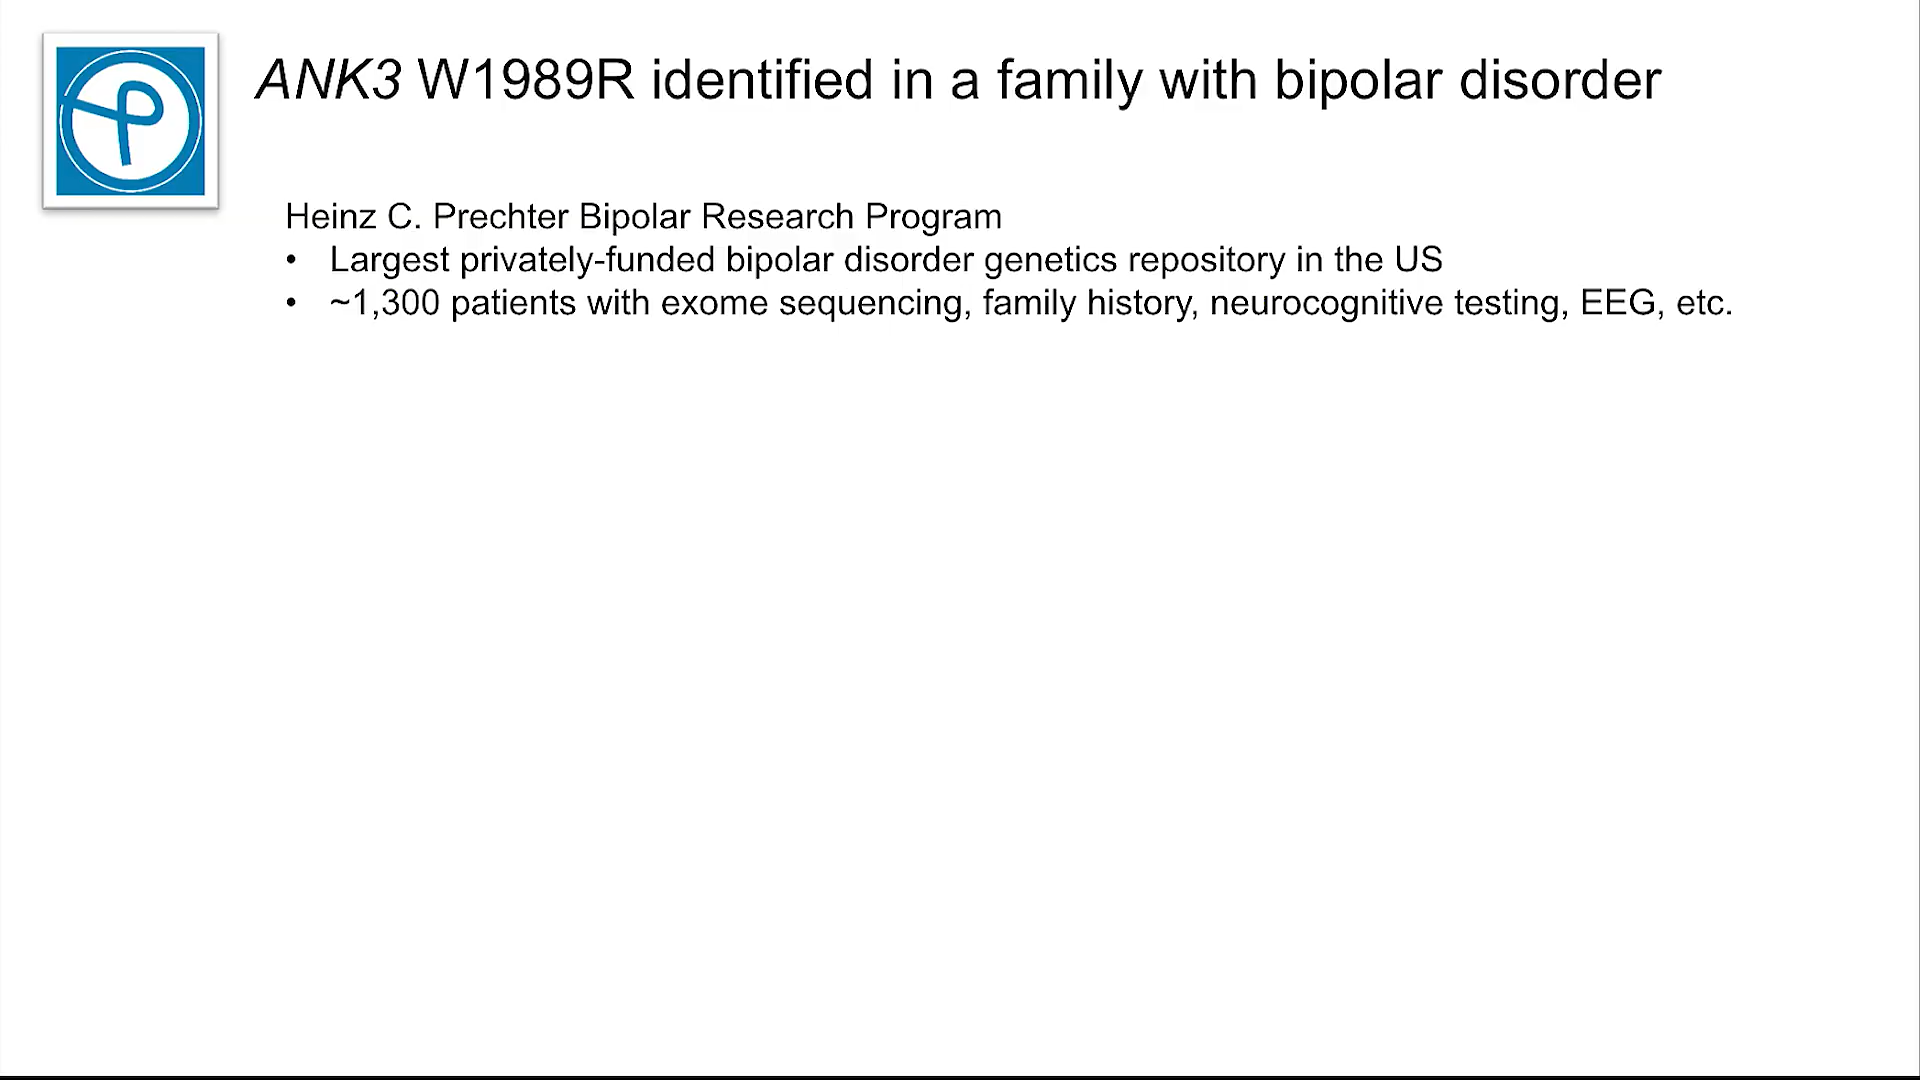 ANK3 W1989R identified in a family with bipolar disorder
Heinz C. Prechter Bipolar Research Program
• Largest privately-funded bipolar disorder genetics repository in the US
• ~1,300 patients with exome sequencing, family history, neurocognitive testing, EEG, etc.